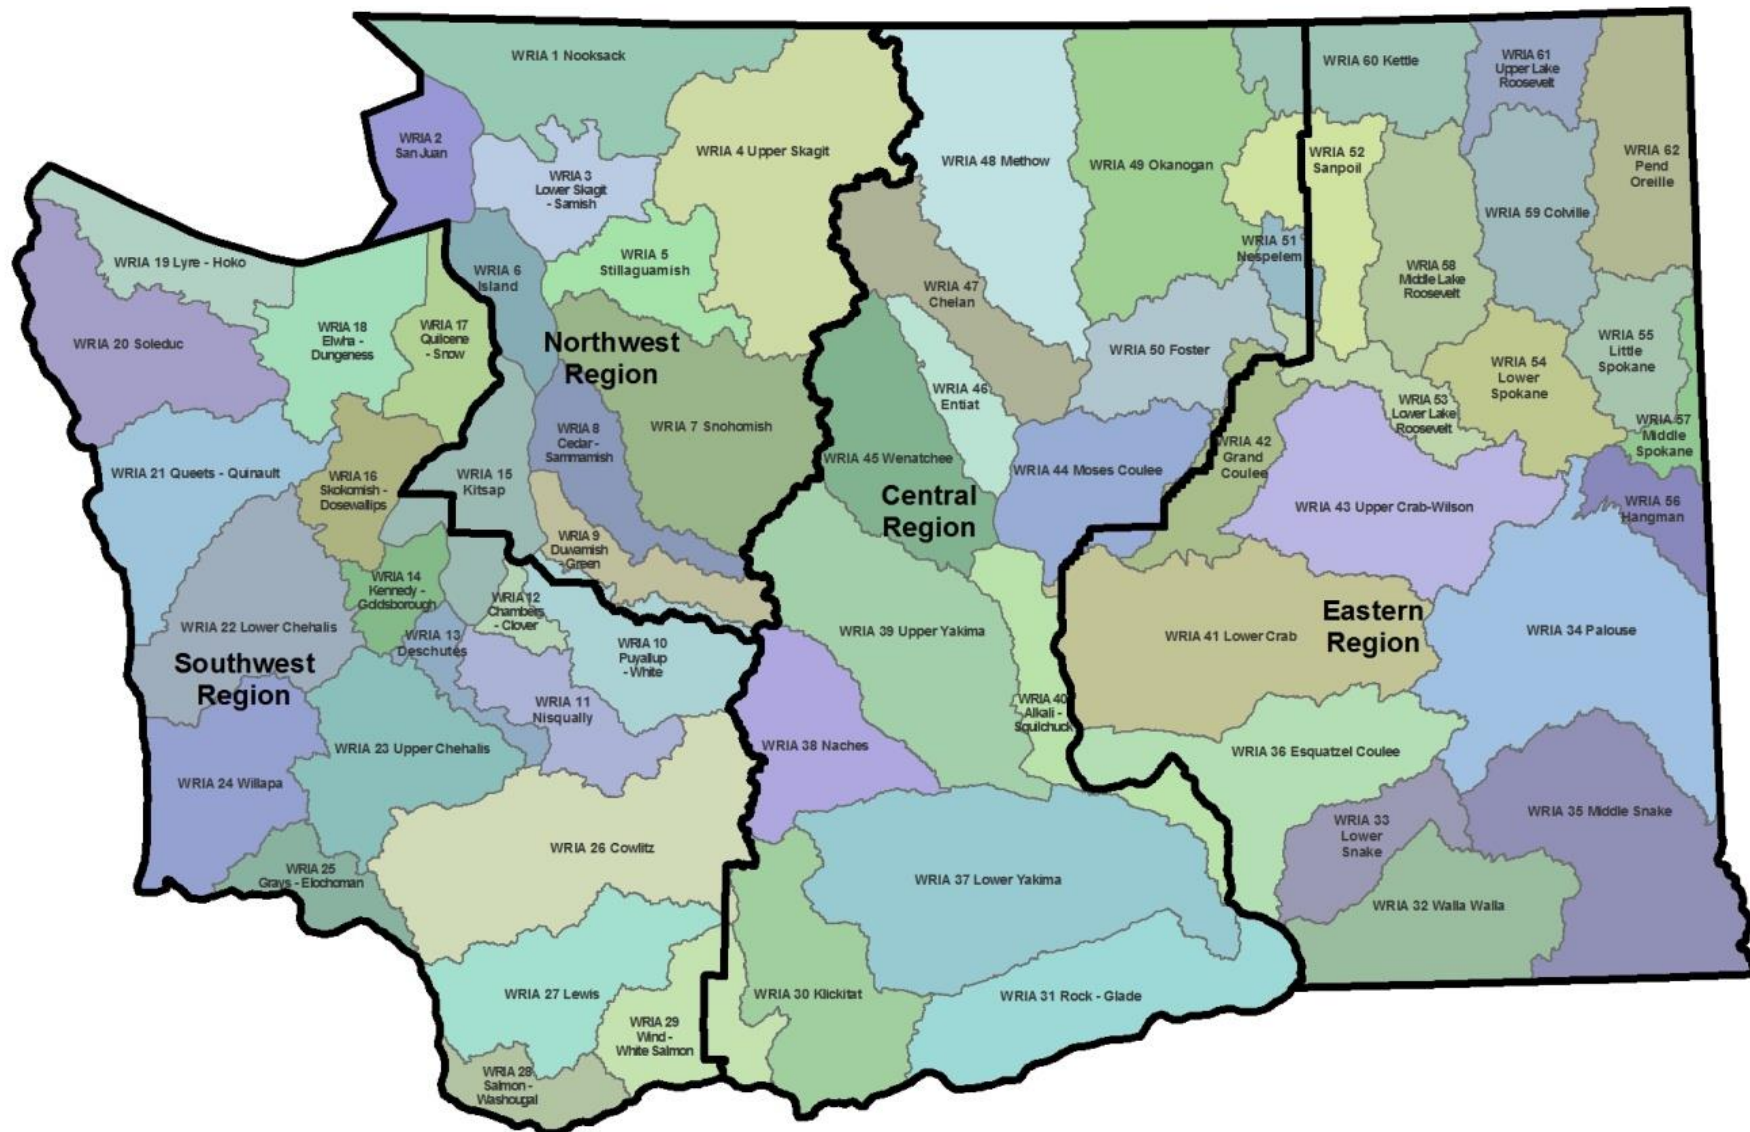 WRIA 1 Nooksack
WRIA 2
San Juan
WRIA 3
Lower Skagit
- Samish
WRIA 4 Upper Skagit
WRIA 5
Stillaguamish
WRIA 6
Island
Northwest
Region
WRIA 7 Snohomish
WRIA 8
Cedar -
Sammamish
WRIA 9
Duwamish
- Green
WRIA 15
Kitsap
WRIA 19 Lyre - Hoko
WRIA 20 Soleduc
WRIA 18
Elwha -
Dungeness
WRIA 17
Quilcene
- Snow
WRIA 21 Queets - Quinault
WRIA 16
Skokomish -
Dosewallips
WRIA 14
Kennedy -
Goldsborough
WRIA 12
Chambers
- Clover
WRIA 13
Deschutes
WRIA 10
Puyallup
- White
WRIA 22 Lower Chehalis
Southwest
Region
WRIA 11
Nisqually
WRIA 23 Upper Chehalis
WRIA 24 Willapa
WRIA 25
Grays - Elochoman
WRIA 26 Cowlitz
WRIA 27 Lewis
WRIA 28
Salmon -
Washougal
WRIA 29
Wind -
White Salmon
WRIA 48 Methow
WRIA 49 Okanogan
WRIA 47
Chelan
WRIA 51
Nespelem
WRIA 50 Foster
WRIA 46
Entiat
WRIA 45 Wenatchee
WRIA 44 Moses Coulee
Central
Region
WRIA 39 Upper Yakima
WRIA 40
Alkali -
Squilchuck
WRIA 38 Naches
WRIA 37 Lower Yakima
WRIA 30 Klickitat
WRIA 31 Rock - Glade
WRIA 60 Kettle
WRIA 61
Upper Lake
Roosevelt
WRIA 62
Pend
Oreille
WRIA 52
Sanpoil
WRIA 59 Colville
WRIA 58
Middle Lake
Roosevelt
WRIA 55
Little
Spokane
WRIA 54
Lower
Spokane
WRIA 53
Lower Lake
Roosevelt
WRIA 57
Middle
Spokane
WRIA 42
Grand
Coulee
WRIA 43 Upper Crab-Wilson
WRIA 56
Hangman
Eastern
Region
WRIA 41 Lower Crab
WRIA 34 Palouse
WRIA 36 Esquatzel Coulee
WRIA 33
Lower
Snake
WRIA 35 Middle Snake
WRIA 32 Walla Walla